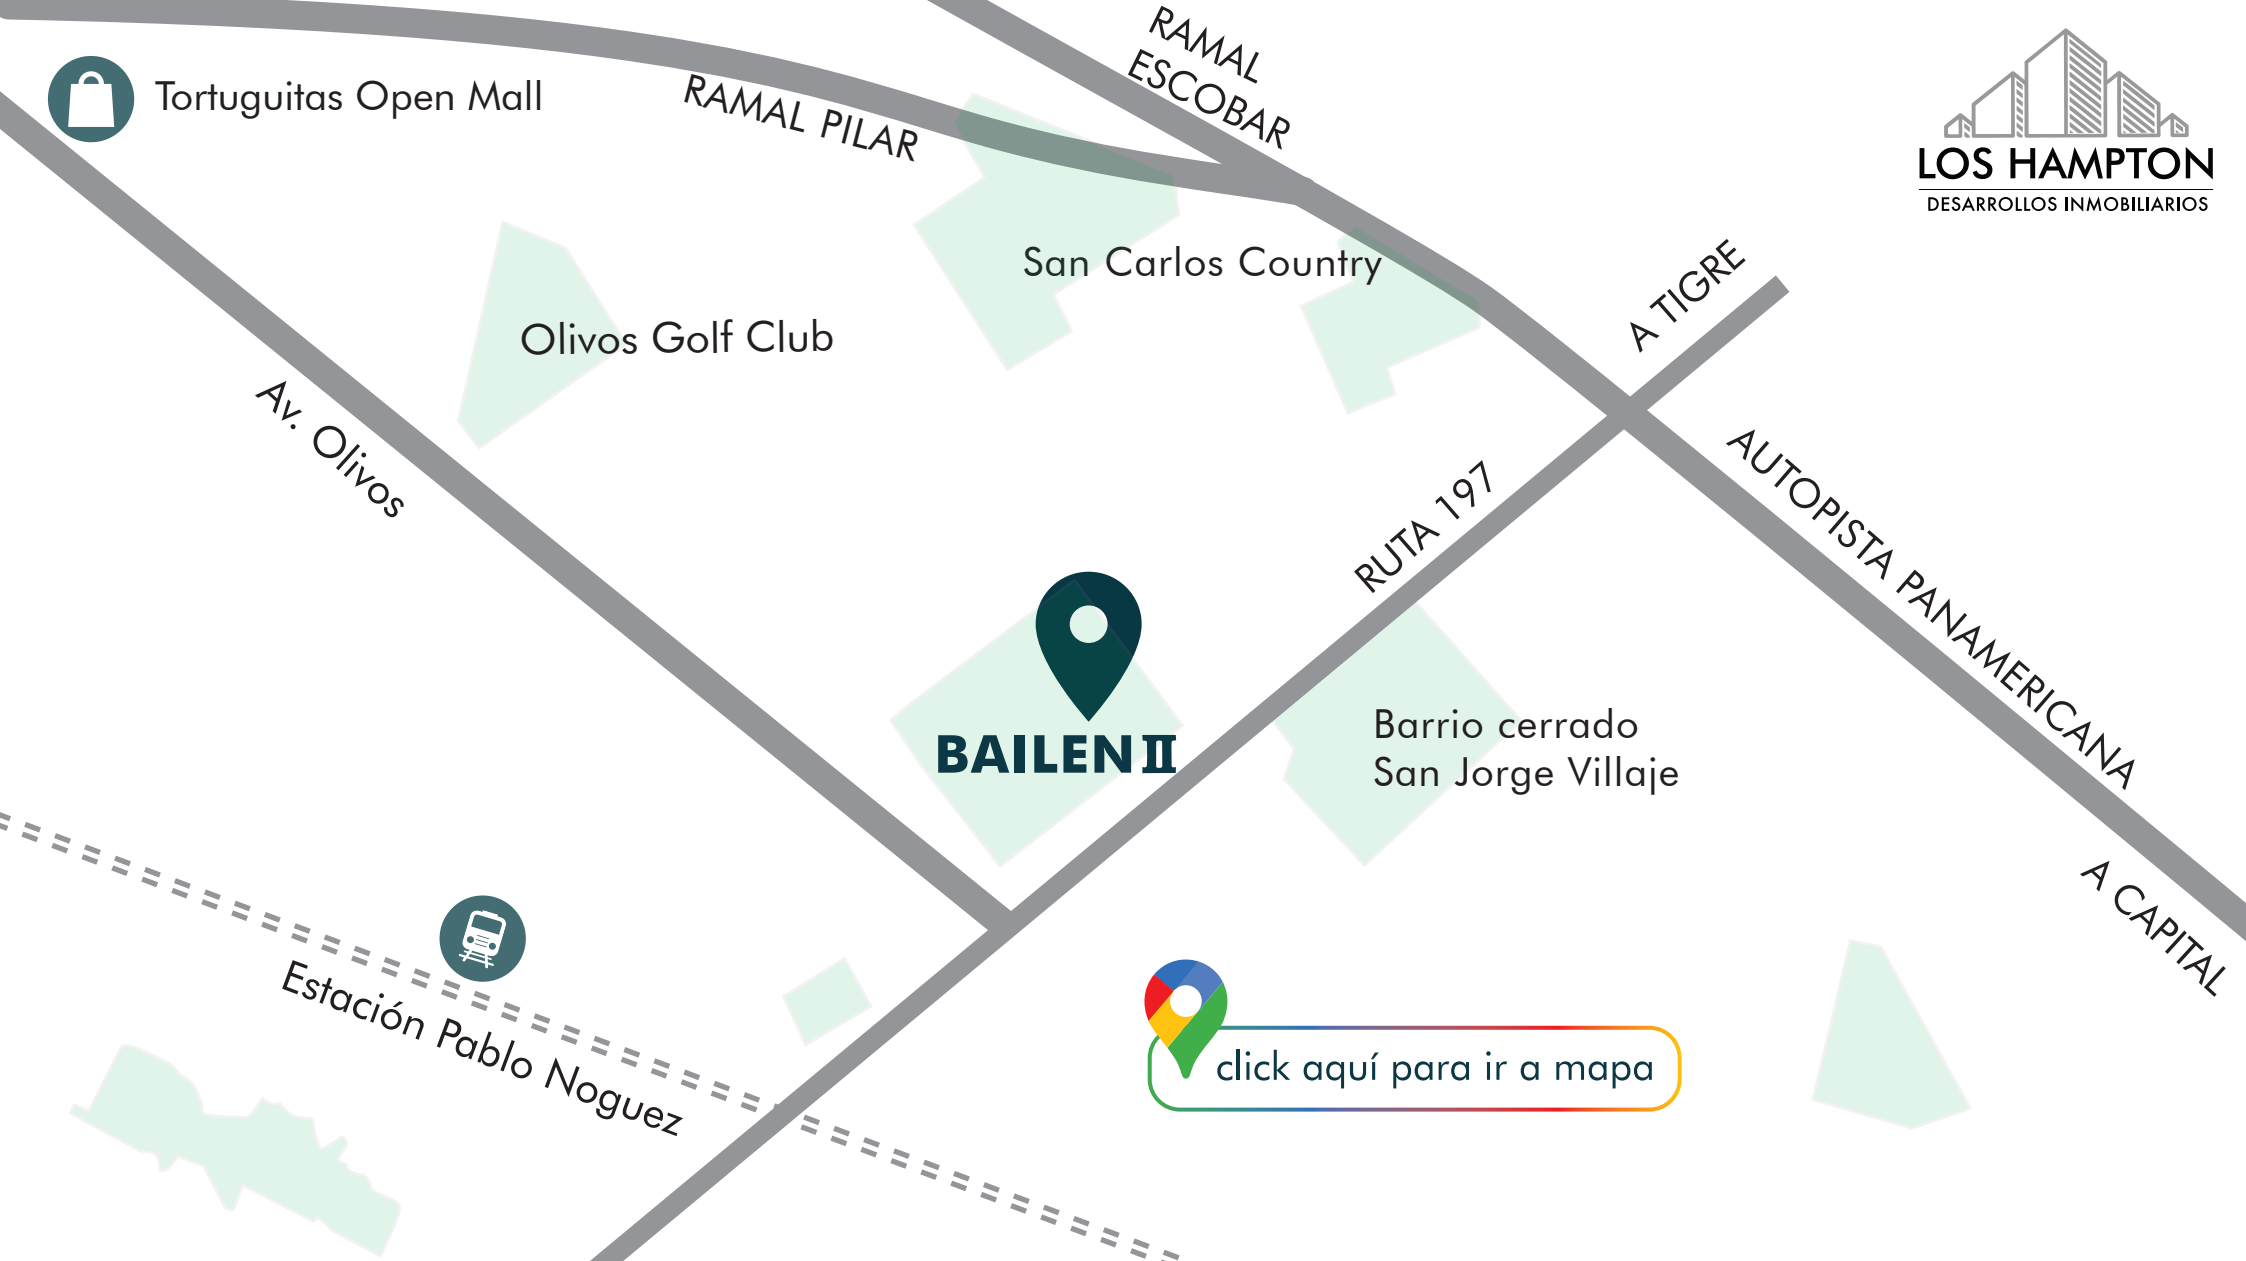 RAMAL
ESCOBAR
Tortuguitas Open Mall
RAMAL PILAR
LOS HAMPTON
DESARROLLOS INMOBILIARIOS
San Carlos Country
A TIGRE
Olivos Golf Club
Av. Olivos
RUTA 197
AUTOPISTA PANAMERICANA
BAILEN II
Barrio cerrado
San Jorge Villaje
A CAPITAL
Estación Pablo Noguez
click aquí para ir a mapa